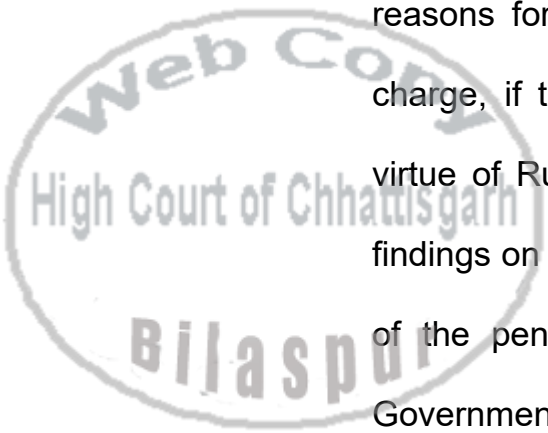 reasons for
charge, if t
virtue of Ru
findings on
of the pen
Governmen
Web Copy
High Court of Chhattisgarh
Bilaspur